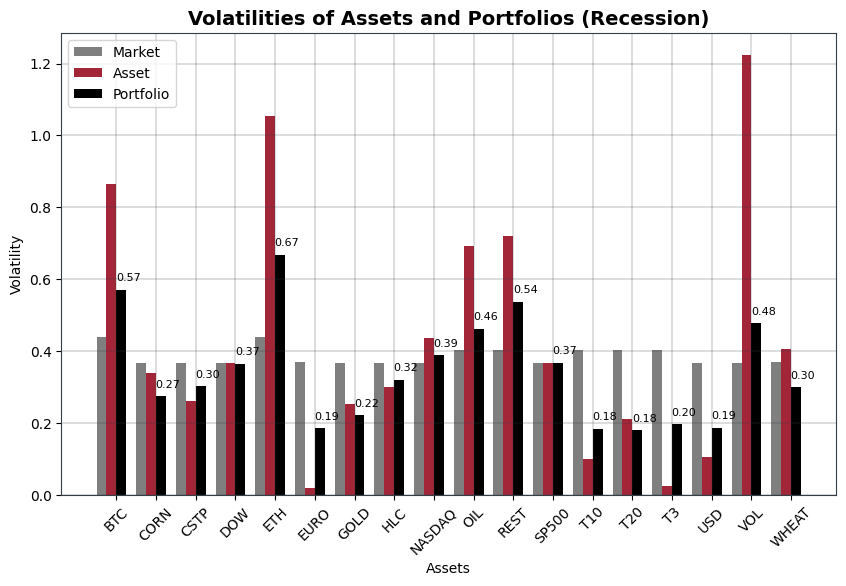 Volatilities of Assets and Portfolios (Recession)
Market
Asset
Portfolio
Volatility
1.2
1.0
0.8
0.6
0.4
0.2
0.0
0.57
0.27
0.30
0.37
0.67
0.19
0.22
0.32
0.39
0.46
0.54
0.37
0.18
0.18
0.20
0.19
0.48
0.30
BTC
CORN
CSTP
DOW
ETH
EURO
GOLD
HLC
NASDAQ
OIL
REST
SP500
T10
T20
T3
USD
VOL
WHEAT
Assets